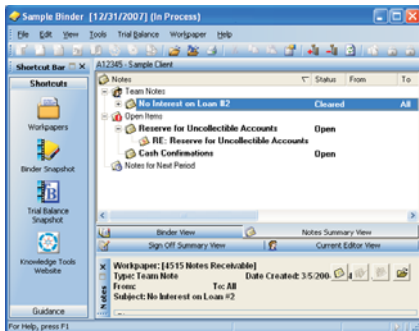 Sample Binder [12/31/2007] (In Process)
File Edit View Tools Trial Balance Workpaper Help
Shortcut Bar
A12345 - Sample Client
Shortcuts
Notes Status From To
Team Notes
No Interest on Loan #2 Cleared All
Open Items
Reserve for Uncollectible Accounts Open
RE: Reserve for Uncollectible Accounts
Cash Confirmations Open
Notes for Next Period
Workpapers
Binder Snapshot
Trial Balance
Snapshot
Knowledge Tools
Website
Guidance
Binder View Notes Summary View
Sign Off Summary View Current Editor View
Notes
Workpaper: [4515 Notes Receivable]
Type: Team Note Date Created: 3-5-200
From: To: All
Subject: No Interest on Loan #2
For Help, press F1